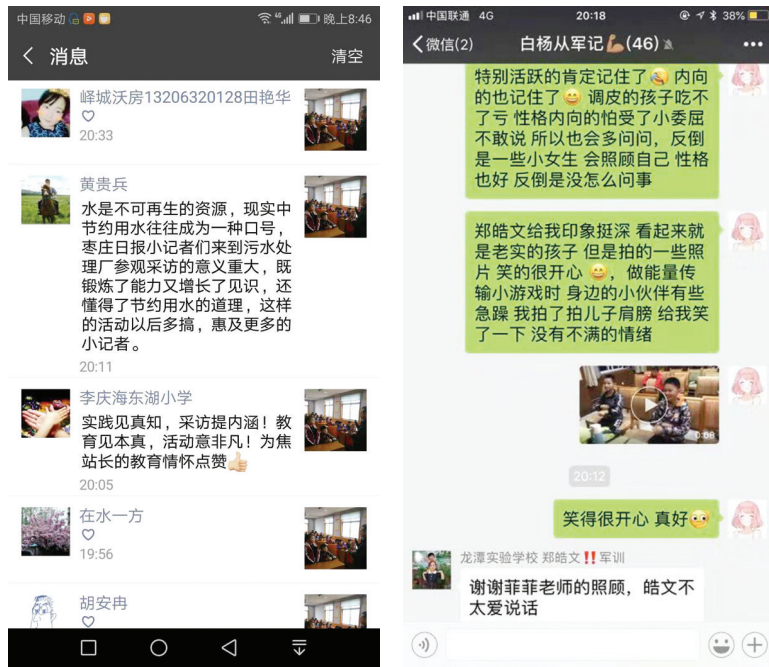 中国移动
晚上8:46
消息
清空
峄城沃房13206320128田艳华
20:33
黄贵兵
水是不可再生的资源，现实中
节约用水往往成为一种口号，
枣庄日报小记者们来到污水处
理厂参观采访的意义重大，既
锻炼了能力又增长了见识，还
懂得了节约用水的道理，这样
的活动以后多搞，惠及更多的
小记者。
20:11
李庆海东湖小学
实践见真知，采访提内涵！教
育见本真，活动意非凡！为焦
站长的教育情怀点赞👍🏻
20:05
在水一方
19:56
胡安冉
中国联通 4G
20:18
38%
微信(2)
白杨从军记💪🏾(46)
特别活跃的肯定记住了🤣 内向
的也记住了😄 调皮的孩子吃不
了亏 性格内向的怕受了小委屈
不敢说 所以也会多问问，反倒
是一些小女生 会照顾自己 性格
也好 反倒是没怎么问事
郑皓文给我印象挺深 看起来就
是老实的孩子 但是拍的一些照
片 笑的很开心 😄，做能量传
输小游戏时 身边的小伙伴有些
急躁 我拍了拍儿子肩膀 给我笑
了一下 没有不满的情绪
0:08
20:12
笑得很开心 真好
龙潭实验学校 郑皓文‼️军训
谢谢菲菲老师的照顾，皓文不
太爱说话